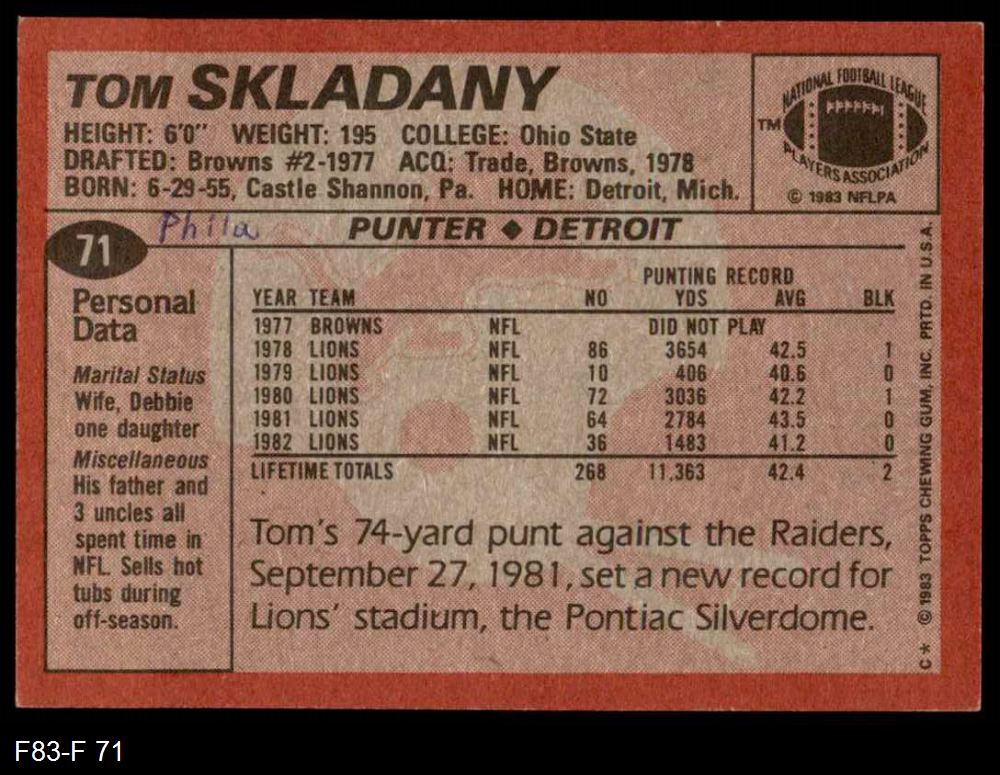 TOM SKLADANY
HEIGHT: 6'0" WEIGHT: 195 COLLEGE: Ohio State
DRAFTED: Browns #2-1977 ACQ: Trade, Browns, 1978
BORN: 6-29-55, Castle Shannon, Pa. HOME: Detroit, Mich.
NATIONAL FOOTBALL LEAGUE
TM
PLAYERS ASSOCIATION
© 1983 NFLPA
71
Phila
PUNTER ◆ DETROIT
Personal
Data
Marital Status
Wife, Debbie
one daughter
Miscellaneous
His father and
3 uncles all
spent time in
NFL. Sells hot
tubs during
off-season.
PUNTING RECORD
YEAR TEAM NO YDS AVG BLK
1977 BROWNS NFL DID NOT PLAY
1978 LIONS NFL 86 3654 42.5 1
1979 LIONS NFL 10 406 40.6 0
1980 LIONS NFL 72 3036 42.2 1
1981 LIONS NFL 64 2784 43.5 0
1982 LIONS NFL 36 1483 41.2 0
LIFETIME TOTALS 268 11,363 42.4 2
Tom's 74-yard punt against the Raiders,
September 27, 1981, set a new record for
Lions' stadium, the Pontiac Silverdome.
C* © 1983 TOPPS CHEWING GUM, INC. PRTD. IN U.S.A.
F83-F 71